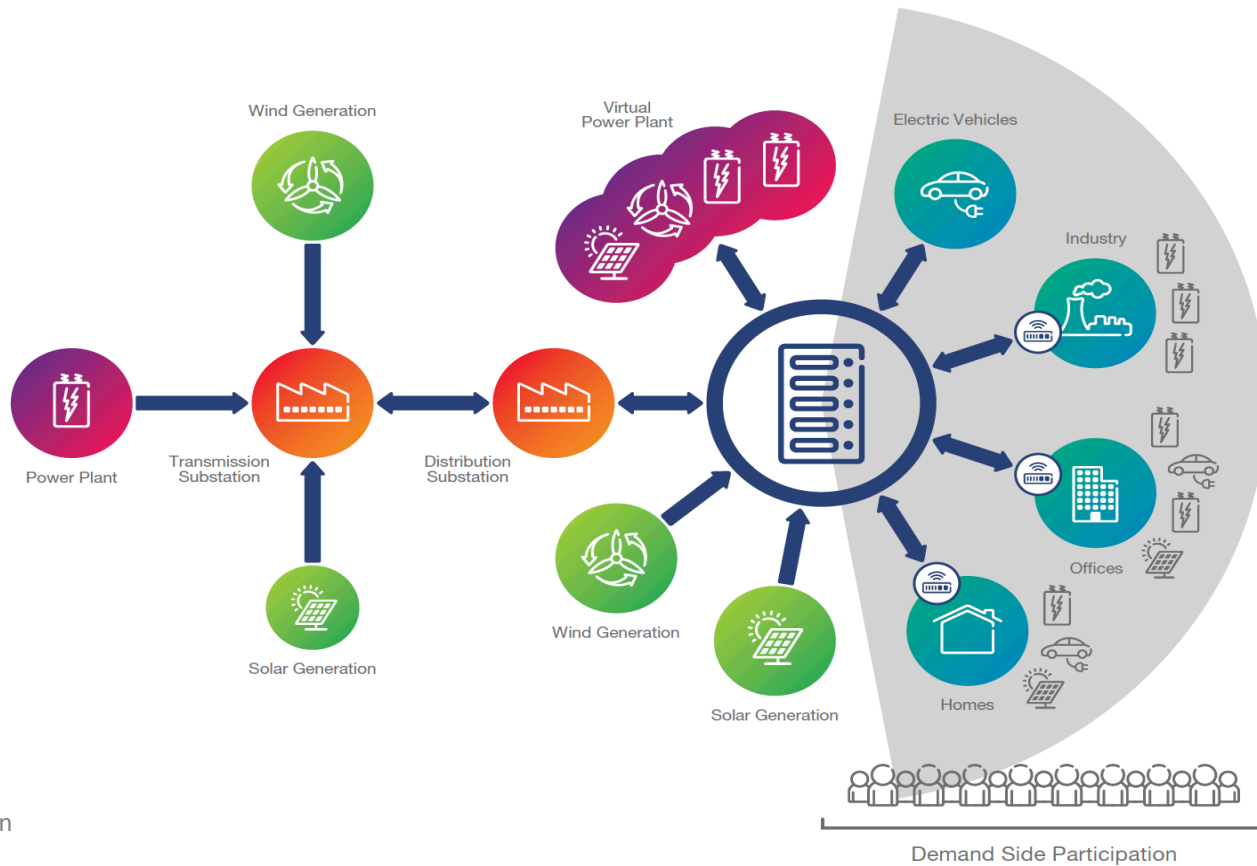 Wind Generation
Virtual
Power Plant
Electric Vehicles
Industry
Power Plant
Transmission
Substation
Distribution
Substation
Offices
Wind Generation
Solar Generation
Solar Generation
Homes
n
Demand Side Participation